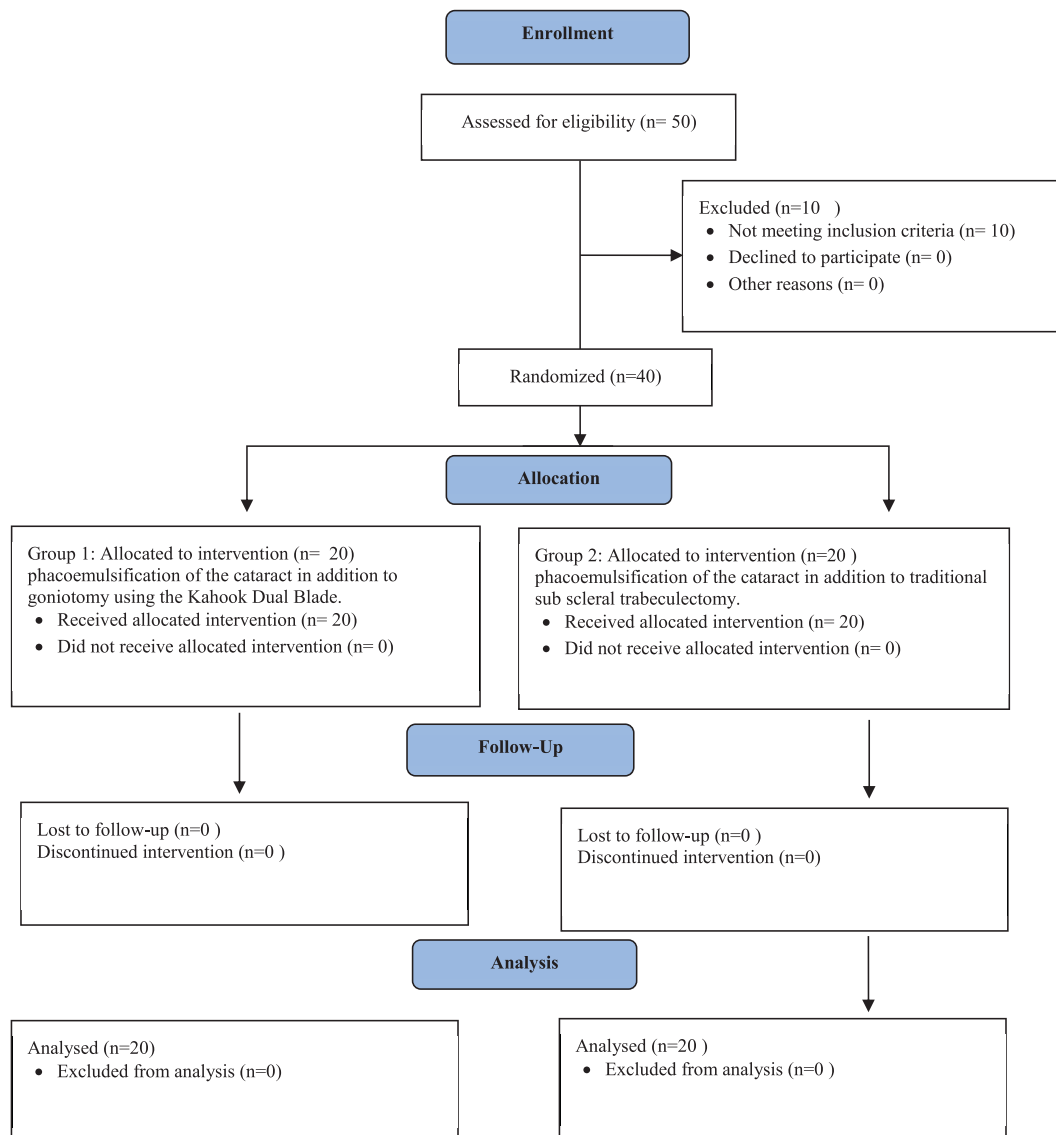 Enrollment
Assessed for eligibility (n= 50)
Excluded (n=10   )
• Not meeting inclusion criteria (n= 10)
• Declined to participate (n= 0)
• Other reasons (n= 0)
Randomized (n=40)
Allocation
Group 1: Allocated to intervention (n=  20)
phacoemulsification of the cataract in addition to
goniotomy using the Kahook Dual Blade.
• Received allocated intervention (n= 20)
• Did not receive allocated intervention (n= 0)
Group 2: Allocated to intervention (n=20 )
phacoemulsification of the cataract in addition to traditional
sub scleral trabeculectomy.
• Received allocated intervention (n= 20)
• Did not receive allocated intervention (n= 0)
Follow-Up
Lost to follow-up (n=0 )
Discontinued intervention (n=0 )
Lost to follow-up (n=0 )
Discontinued intervention (n=0)
Analysis
Analysed (n=20)
• Excluded from analysis (n=0)
Analysed (n=20 )
• Excluded from analysis (n=0 )